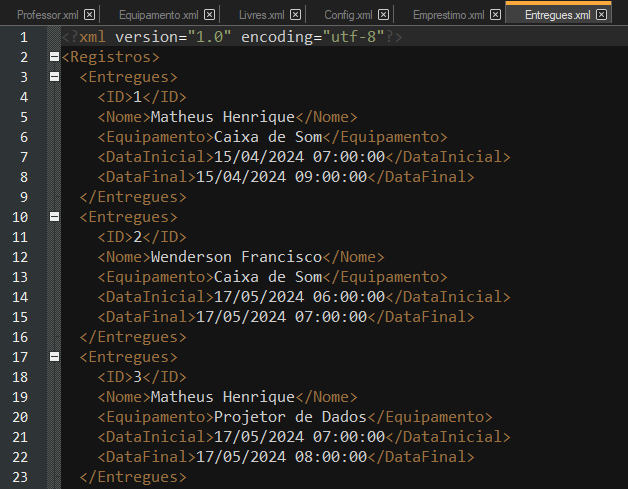 Professor.xml Equipamento.xml Livres.xml Config.xml Emprestimo.xml Entregues.xml
1 <?xml version="1.0" encoding="utf-8"?>
2 <Registros>
3 <Entregues>
4 <ID>1</ID>
5 <Nome>Matheus Henrique</Nome>
6 <Equipamento>Caixa de Som</Equipamento>
7 <DataInicial>15/04/2024 07:00:00</DataInicial>
8 <DataFinal>15/04/2024 09:00:00</DataFinal>
9 </Entregues>
10 <Entregues>
11 <ID>2</ID>
12 <Nome>Wenderson Francisco</Nome>
13 <Equipamento>Caixa de Som</Equipamento>
14 <DataInicial>17/05/2024 06:00:00</DataInicial>
15 <DataFinal>17/05/2024 07:00:00</DataFinal>
16 </Entregues>
17 <Entregues>
18 <ID>3</ID>
19 <Nome>Matheus Henrique</Nome>
20 <Equipamento>Projetor de Dados</Equipamento>
21 <DataInicial>17/05/2024 07:00:00</DataInicial>
22 <DataFinal>17/05/2024 08:00:00</DataFinal>
23 </Entregues>